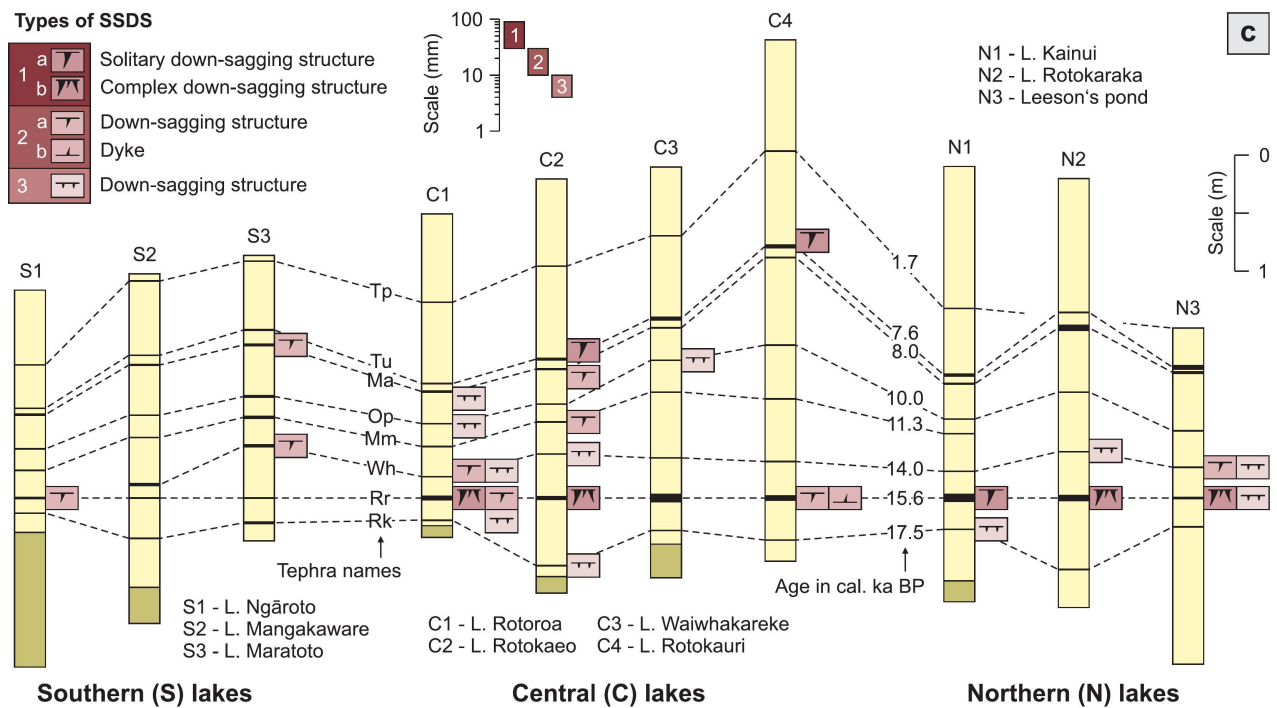 Types of SSDS
1
a
Solitary down-sagging structure
b
Complex down-sagging structure
2
a
Down-sagging structure
b
Dyke
3
Down-sagging structure
Scale (mm)
100
10
1
1
2
3
C
N1 - L. Kainui
N2 - L. Rotokaraka
N3 - Leeson‘s pond
Scale (m)
0
1
S1
S2
S3
C1
C2
C3
C4
N1
N2
N3
Tp
Tu
Ma
Op
Mm
Wh
Rr
Rk
Tephra names
1.7
7.6
8.0
10.0
11.3
14.0
15.6
17.5
Age in cal. ka BP
S1 - L. Ngāroto
S2 - L. Mangakaware
S3 - L. Maratoto
C1 - L. Rotoroa
C2 - L. Rotokaeo
C3 - L. Waiwhakareke
C4 - L. Rotokauri
Southern (S) lakes
Central (C) lakes
Northern (N) lakes